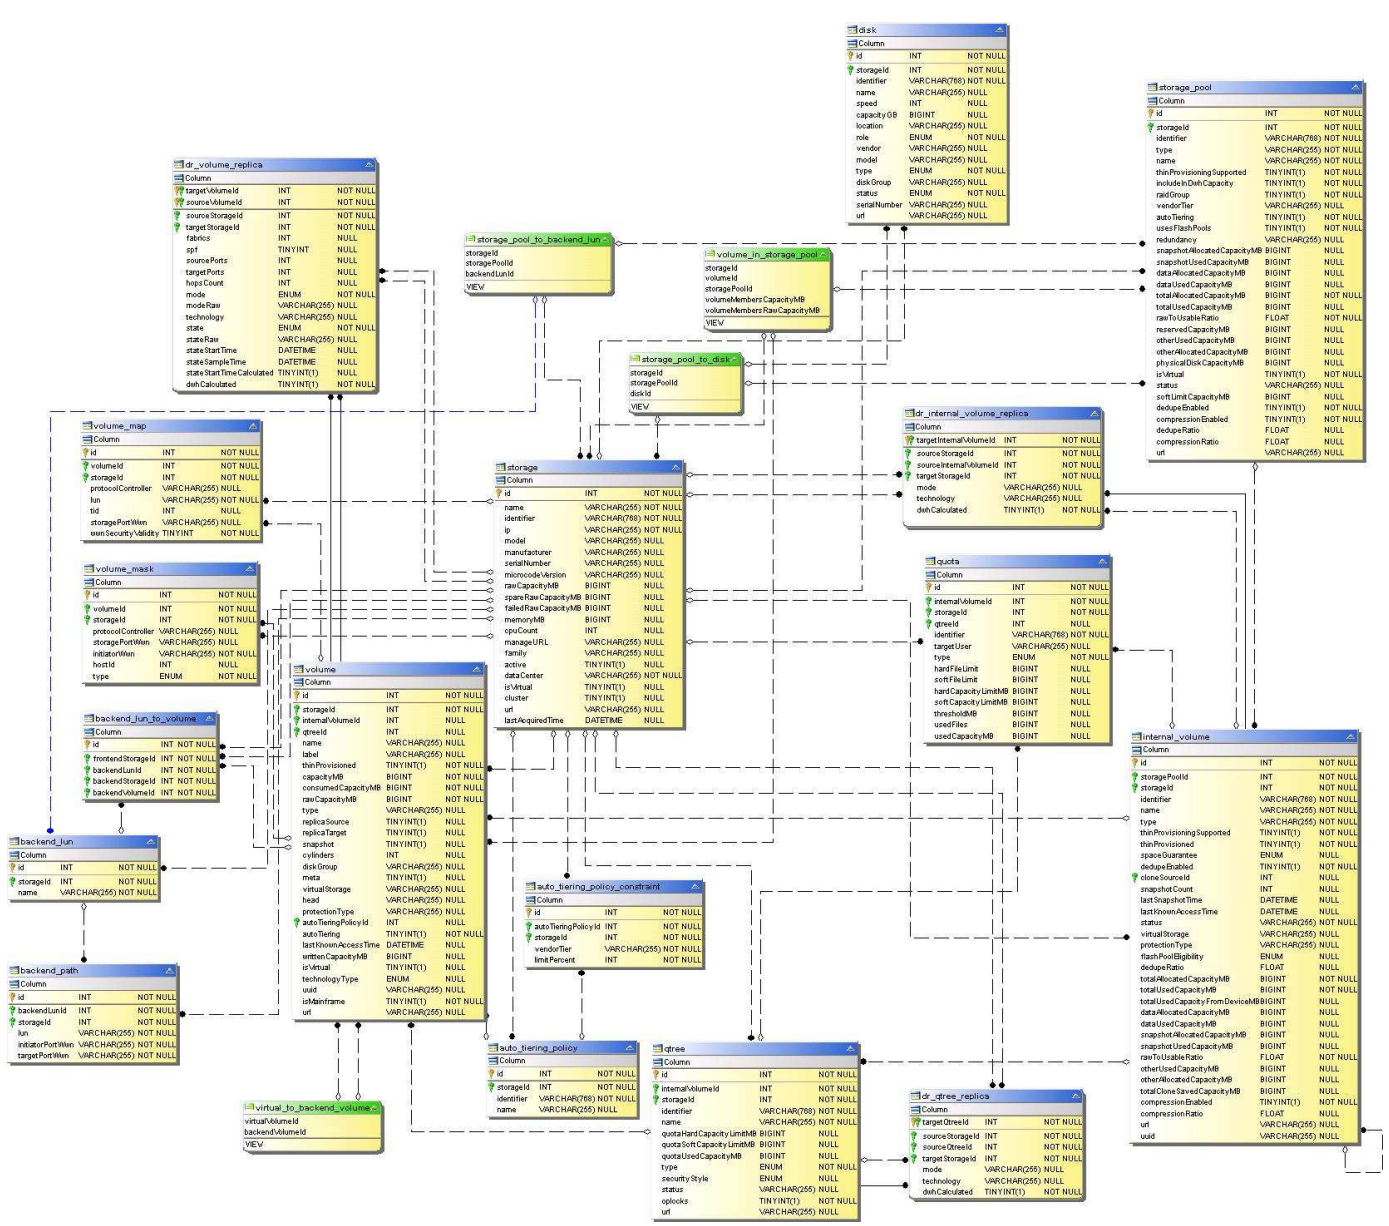 disk
Column
id INT NOT NULL
storageId INT NOT NULL
identifier VARCHAR(768) NOT NULL
name VARCHAR(255) NULL
speed INT NULL
capacityGB BIGINT NULL
location VARCHAR(255) NULL
role ENUM NOT NULL
vendor VARCHAR(255) NULL
model VARCHAR(255) NULL
type ENUM NOT NULL
diskGroup VARCHAR(255) NULL
status ENUM NOT NULL
serialNumber VARCHAR(255) NULL
url VARCHAR(255) NULL
storage_pool
Column
id INT NOT NULL
storageId INT NOT NULL
identifier VARCHAR(768) NOT NULL
type VARCHAR(255) NOT NULL
name VARCHAR(255) NOT NULL
thinProvisioningSupported TINYINT(1) NOT NULL
includeInDwhCapacity TINYINT(1) NOT NULL
raidGroup TINYINT(1) NOT NULL
vendorTier VARCHAR(255) NULL
autoTiering TINYINT(1) NOT NULL
usesFlashPools TINYINT(1) NOT NULL
redundancy VARCHAR(255) NULL
snapshotAllocatedCapacityMB BIGINT NULL
snapshotUsedCapacityMB BIGINT NULL
dataAllocatedCapacityMB BIGINT NULL
dataUsedCapacityMB BIGINT NULL
totalAllocatedCapacityMB BIGINT NOT NULL
totalUsedCapacityMB BIGINT NULL
rawToUsableRatio FLOAT NOT NULL
reservedCapacityMB BIGINT NULL
otherUsedCapacityMB BIGINT NULL
otherAllocatedCapacityMB BIGINT NULL
physicalDiskCapacityMB BIGINT NULL
isVirtual TINYINT(1) NOT NULL
status VARCHAR(255) NULL
softLimitCapacityMB BIGINT NULL
dedupeEnabled TINYINT(1) NOT NULL
compressionEnabled TINYINT(1) NOT NULL
dedupeRatio FLOAT NULL
compressionRatio FLOAT NULL
url VARCHAR(255) NULL
dr_volume_replica
Column
targetVolumeId INT NOT NULL
sourceVolumeId INT NOT NULL
sourceStorageId INT NOT NULL
targetStorageId INT NOT NULL
fabrics INT NULL
spf TINYINT NULL
sourcePorts INT NULL
targetPorts INT NULL
hopsCount INT NULL
mode ENUM NOT NULL
modeRaw VARCHAR(255) NULL
technology VARCHAR(255) NULL
state ENUM NOT NULL
stateRaw VARCHAR(255) NULL
stateStartTime DATETIME NULL
stateSampleTime DATETIME NULL
stateStartTimeCalculated TINYINT(1) NULL
dwhCalculated TINYINT(1) NOT NULL
storage_pool_to_backend_lun
storageId
storagePoolId
backendLunId
VIEW
volume_in_storage_pool
storageId
volumeId
storagePoolId
volumeMembersCapacityMB
volumeMembersRawCapacityMB
VIEW
storage_pool_to_disk
storageId
storagePoolId
diskId
VIEW
dr_internal_volume_replica
Column
targetInternalVolumeId INT NOT NULL
sourceStorageId INT NOT NULL
sourceInternalVolumeId INT NOT NULL
targetStorageId INT NOT NULL
mode VARCHAR(255) NULL
technology VARCHAR(255) NULL
dwhCalculated TINYINT(1) NOT NULL
volume_map
Column
id INT NOT NULL
volumeId INT NOT NULL
storageId INT NOT NULL
protocolController VARCHAR(255) NULL
lun VARCHAR(255) NOT NULL
tid INT NULL
storagePortWwn VARCHAR(255) NULL
wwnSecurityValidity TINYINT NOT NULL
storage
Column
id INT NOT NULL
name VARCHAR(255) NOT NULL
identifier VARCHAR(768) NOT NULL
ip VARCHAR(255) NOT NULL
model VARCHAR(255) NULL
manufacturer VARCHAR(255) NULL
serialNumber VARCHAR(255) NULL
microcodeVersion VARCHAR(255) NULL
rawCapacityMB BIGINT NULL
spareRawCapacityMB BIGINT NULL
failedRawCapacityMB BIGINT NULL
memoryMB BIGINT NULL
cpuCount INT NULL
manageURL VARCHAR(255) NULL
family VARCHAR(255) NULL
active TINYINT(1) NULL
dataCenter VARCHAR(255) NOT NULL
isVirtual TINYINT(1) NULL
cluster TINYINT(1) NULL
url VARCHAR(255) NULL
lastAcquiredTime DATETIME NULL
volume_mask
Column
id INT NOT NULL
volumeId INT NOT NULL
storageId INT NOT NULL
protocolController VARCHAR(255) NULL
storagePortWwn VARCHAR(255) NULL
initiatorWwn VARCHAR(255) NOT NULL
hostId INT NULL
type ENUM NOT NULL
quota
Column
id INT NOT NULL
internalVolumeId INT NOT NULL
storageId INT NOT NULL
qtreeId INT NULL
identifier VARCHAR(768) NOT NULL
targetUser VARCHAR(255) NULL
type ENUM NOT NULL
hardFileLimit BIGINT NULL
softFileLimit BIGINT NULL
hardCapacityLimitMB BIGINT NULL
softCapacityLimitMB BIGINT NULL
thresholdMB BIGINT NULL
usedFiles BIGINT NULL
usedCapacityMB BIGINT NULL
volume
Column
id INT NOT NULL
storageId INT NOT NULL
internalVolumeId INT NULL
qtreeId INT NULL
name VARCHAR(255) NULL
label VARCHAR(255) NULL
thinProvisioned TINYINT(1) NOT NULL
capacityMB BIGINT NOT NULL
consumedCapacityMB BIGINT NOT NULL
rawCapacityMB BIGINT NOT NULL
type VARCHAR(255) NULL
replicaSource TINYINT(1) NULL
replicaTarget TINYINT(1) NULL
snapshot TINYINT(1) NULL
cylinders INT NULL
diskGroup VARCHAR(255) NULL
meta TINYINT(1) NULL
virtualStorage VARCHAR(255) NULL
head VARCHAR(255) NULL
protectionType VARCHAR(255) NULL
autoTieringPolicyId INT NULL
autoTiering TINYINT(1) NOT NULL
lastKnownAccessTime DATETIME NULL
writtenCapacityMB BIGINT NULL
isVirtual TINYINT(1) NULL
technologyType ENUM NULL
uuid VARCHAR(255) NULL
isMainframe TINYINT(1) NOT NULL
url VARCHAR(255) NULL
backend_lun_to_volume
Column
id INT NOT NULL
frontendStorageId INT NOT NULL
backendLunId INT NOT NULL
backendStorageId INT NOT NULL
backendVolumeId INT NOT NULL
internal_volume
Column
id INT NOT NULL
storagePoolId INT NOT NULL
storageId INT NOT NULL
identifier VARCHAR(768) NOT NULL
name VARCHAR(255) NOT NULL
type VARCHAR(255) NOT NULL
thinProvisioningSupported TINYINT(1) NOT NULL
thinProvisioned TINYINT(1) NOT NULL
spaceGuarantee ENUM NULL
dedupeEnabled TINYINT(1) NOT NULL
cloneSourceId INT NULL
snapshotCount INT NULL
lastSnapshotTime DATETIME NULL
lastKnownAccessTime DATETIME NULL
status VARCHAR(255) NOT NULL
virtualStorage VARCHAR(255) NULL
protectionType VARCHAR(255) NULL
flashPoolEligibility ENUM NULL
dedupeRatio FLOAT NULL
totalAllocatedCapacityMB BIGINT NOT NULL
totalUsedCapacityMB BIGINT NOT NULL
totalUsedCapacityFromDeviceMB BIGINT NULL
dataAllocatedCapacityMB BIGINT NULL
dataUsedCapacityMB BIGINT NULL
snapshotAllocatedCapacityMB BIGINT NULL
snapshotUsedCapacityMB BIGINT NULL
rawToUsableRatio FLOAT NOT NULL
otherUsedCapacityMB BIGINT NULL
otherAllocatedCapacityMB BIGINT NULL
totalCloneSavedCapacityMB BIGINT NULL
compressionEnabled TINYINT(1) NOT NULL
compressionRatio FLOAT NULL
url VARCHAR(255) NULL
uuid VARCHAR(255) NULL
backend_lun
Column
id INT NOT NULL
storageId INT NOT NULL
name VARCHAR(255) NOT NULL
auto_tiering_policy_constraint
Column
id INT NOT NULL
autoTieringPolicyId INT NOT NULL
storageId INT NOT NULL
vendorTier VARCHAR(255) NOT NULL
limitPercent INT NOT NULL
backend_path
Column
id INT NOT NULL
backendLunId INT NOT NULL
storageId INT NOT NULL
lun VARCHAR(255) NOT NULL
initiatorPortWwn VARCHAR(255) NOT NULL
targetPortWwn VARCHAR(255) NOT NULL
auto_tiering_policy
Column
id INT NOT NULL
storageId INT NOT NULL
identifier VARCHAR(768) NOT NULL
name VARCHAR(255) NULL
qtree
Column
id INT NOT NULL
internalVolumeId INT NOT NULL
storageId INT NOT NULL
identifier VARCHAR(768) NOT NULL
name VARCHAR(255) NOT NULL
quotaHardCapacityLimitMB BIGINT NULL
quotaSoftCapacityLimitMB BIGINT NULL
quotaUsedCapacityMB BIGINT NULL
type ENUM NOT NULL
securityStyle ENUM NULL
status VARCHAR(255) NULL
oplocks TINYINT(1) NOT NULL
url VARCHAR(255) NULL
dr_qtree_replica
Column
targetQtreeId INT NOT NULL
sourceStorageId INT NOT NULL
sourceQtreeId INT NOT NULL
targetStorageId INT NOT NULL
mode VARCHAR(255) NULL
technology VARCHAR(255) NULL
dwhCalculated TINYINT(1) NOT NULL
virtual_to_backend_volume
virtualVolumeId
backendVolumeId
VIEW